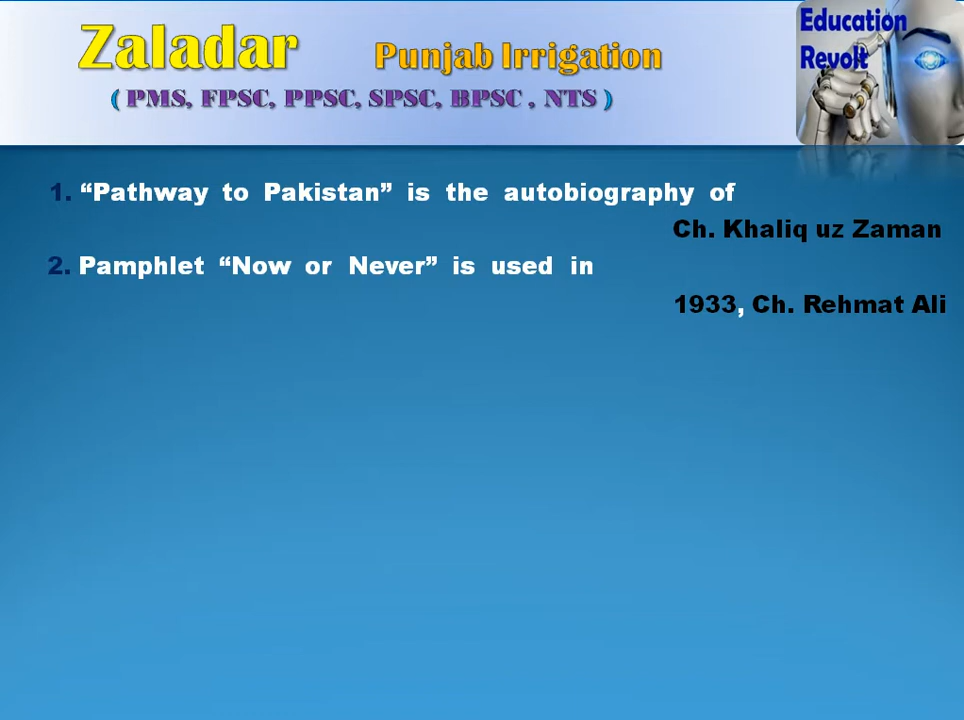 Zaladar Punjab Irrigation
( PMS, FPSC, PPSC, SPSC, BPSC , NTS )
Education
Revolt
1. “Pathway to Pakistan” is the autobiography of
Ch. Khaliq uz Zaman
2. Pamphlet “Now or Never” is used in
1933, Ch. Rehmat Ali